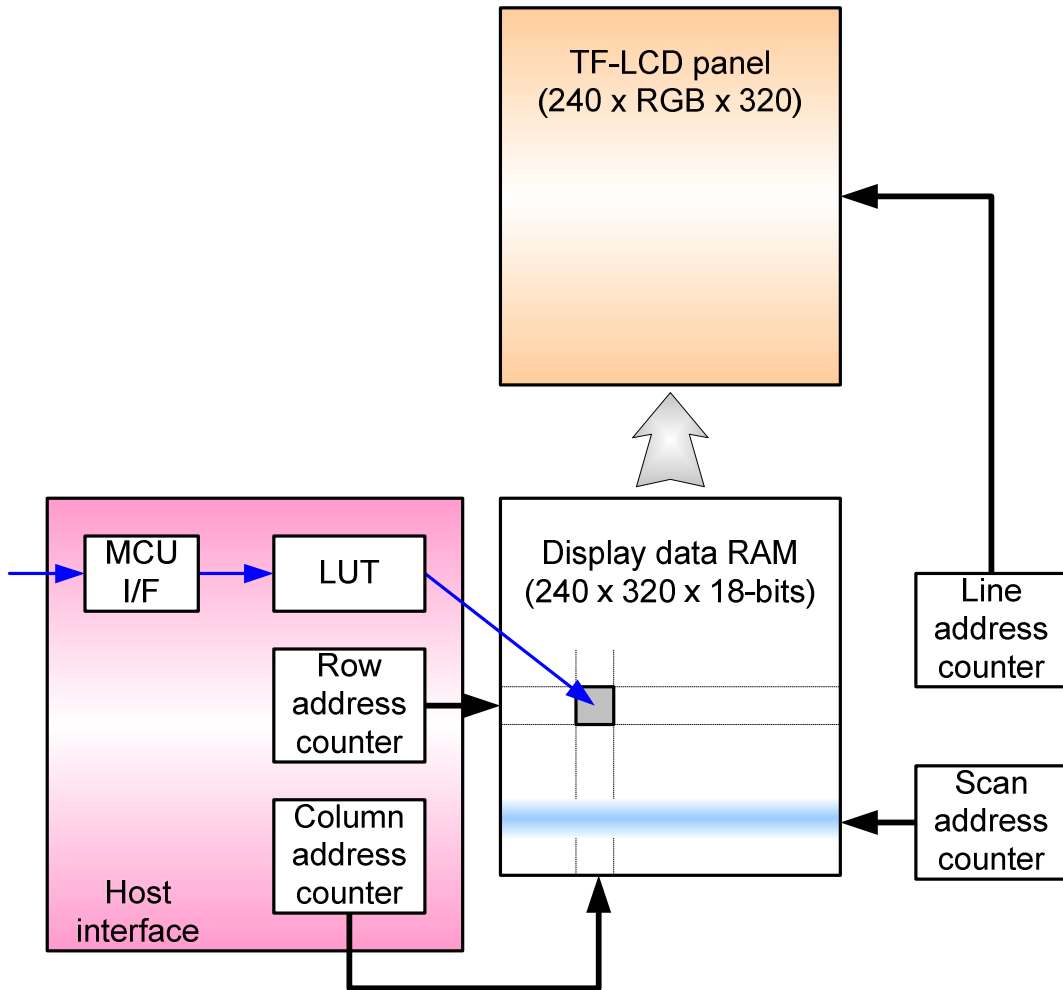 TF-LCD panel
(240 x RGB x 320)
MCU
I/F
LUT
Display data RAM
(240 x 320 x 18-bits)
Line
address
counter
Row
address
counter
Scan
address
counter
Column
address
counter
Host
interface